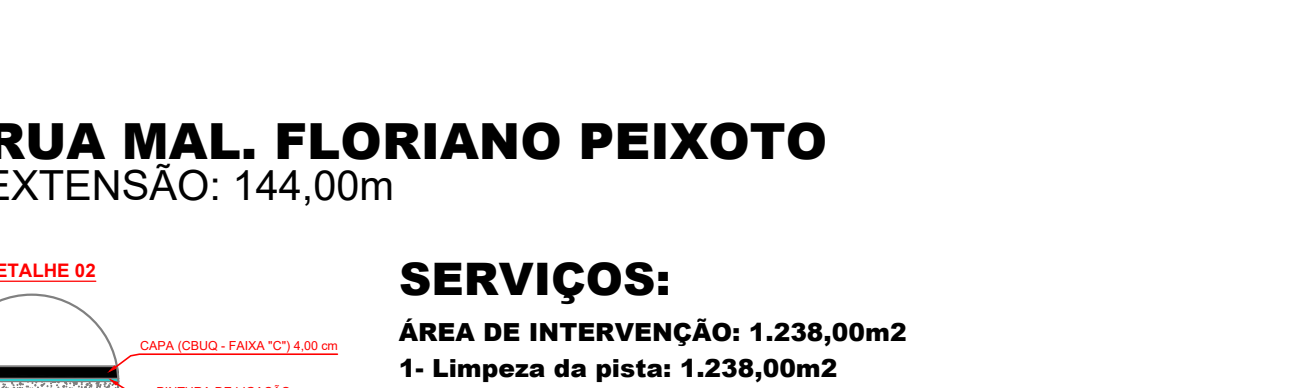 RUA MAL. FLORIANO PEIXOTO
EXTENSÃO: 144,00m
ETALHE 02
CAPA (CBUQ - FAIXA "C") 4,00 cm
SERVIÇOS:
ÁREA DE INTERVENÇÃO: 1.238,00m2
1- Limpeza da pista: 1.238,00m2